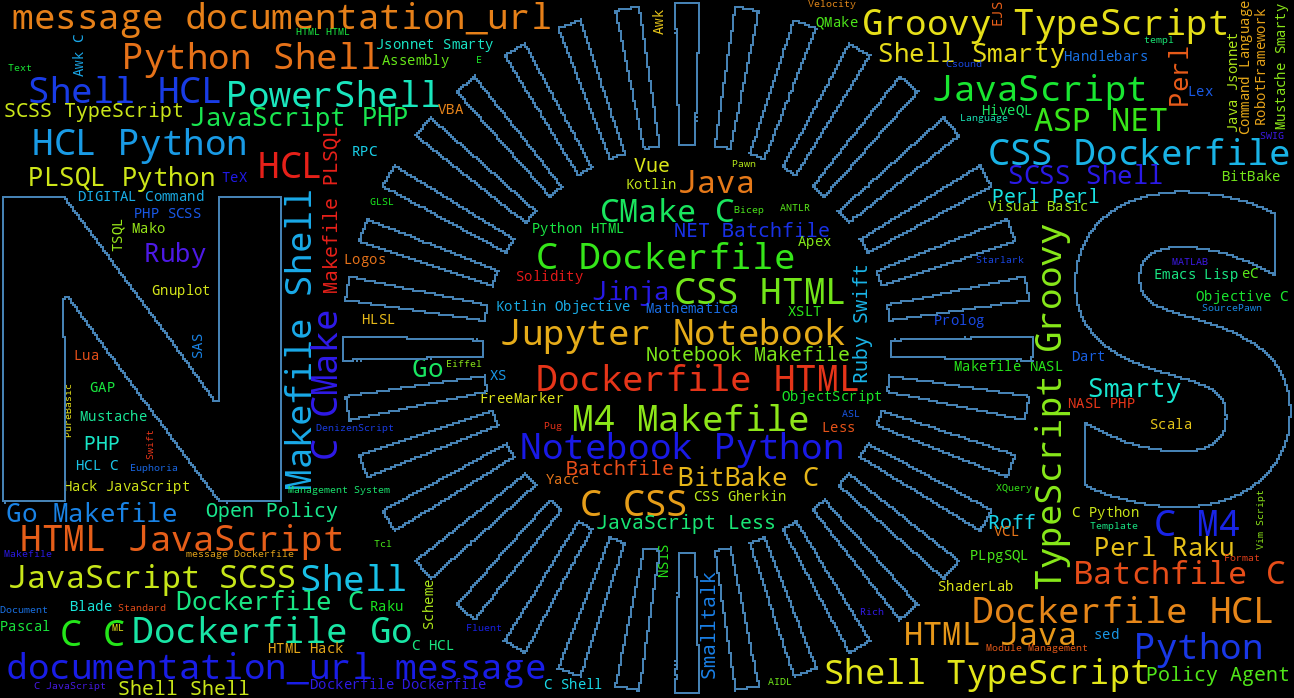 message documentation_url
HTML HTML
Awk C
Python Shell
Jsonnet Smarty
Assembly
E
Text
Shell HCL
PowerShell
VBA
SCSS TypeScript
JavaScript PHP
HCL Python
HCL
Makefile PLSQL
RPC
PLSQL Python
TeX
DIGITAL Command
GLSL
PHP SCSS
TSQL
Mako
Ruby
Makefile Shell
Logos
Gnuplot
HLSL
SAS
C CMake
Lua
GAP
PureBasic
Mustache
PHP
Swift
DenizenScript
HCL C
Euphoria
Hack JavaScript
Management System
Go Makefile
Open Policy
HTML JavaScript
Makefile
message Dockerfile
Tcl
JavaScript SCSS
Shell
Scheme
Document
Blade
Standard
Dockerfile C
Raku
Pascal
C C
ML
Dockerfile Go
HTML Hack
C HCL
Fluent
documentation_url message
C JavaScript
Shell Shell
Dockerfile Dockerfile
C Shell
Awk
Vue
Pawn
Kotlin
Java
CMake C
Bicep
ANTLR
Python HTML
NET Batchfile
Apex
C Dockerfile
Solidity
Jinja
CSS HTML
Kotlin Objective
Mathematica
XSLT
Ruby Swift
Jupyter Notebook
Notebook Makefile
Go
Eiffel
XS
Dockerfile HTML
FreeMarker
ObjectScript
M4 Makefile
ASL
Pug
Less
Notebook Python
Batchfile
Yacc
BitBake C
C CSS
CSS Gherkin
JavaScript Less
NSIS
Smalltalk
AIDL
Velocity
QMake
Groovy TypeScript
EJS
templ
Shell Smarty
Handlebars
Csound
Perl
Java Jsonnet
Command Language
RobotFramework
Mustache Smarty
JavaScript
Lex
HiveQL
Language
ASP NET
SWIG
CSS Dockerfile
SCSS Shell
BitBake
Perl Perl
Visual Basic
TypeScript Groovy
Starlark
MATLAB
Emacs Lisp
eC
Objective C
SourcePawn
Prolog
Makefile NASL
Dart
Smarty
NASL PHP
Scala
XQuery
Roff
VCL
C Python
Template
C M4
Vim Script
PLpgSQL
Perl Raku
Format
Batchfile C
ShaderLab
Rich
Dockerfile HCL
HTML Java
sed
Module Management
Python
Shell TypeScript
Policy Agent